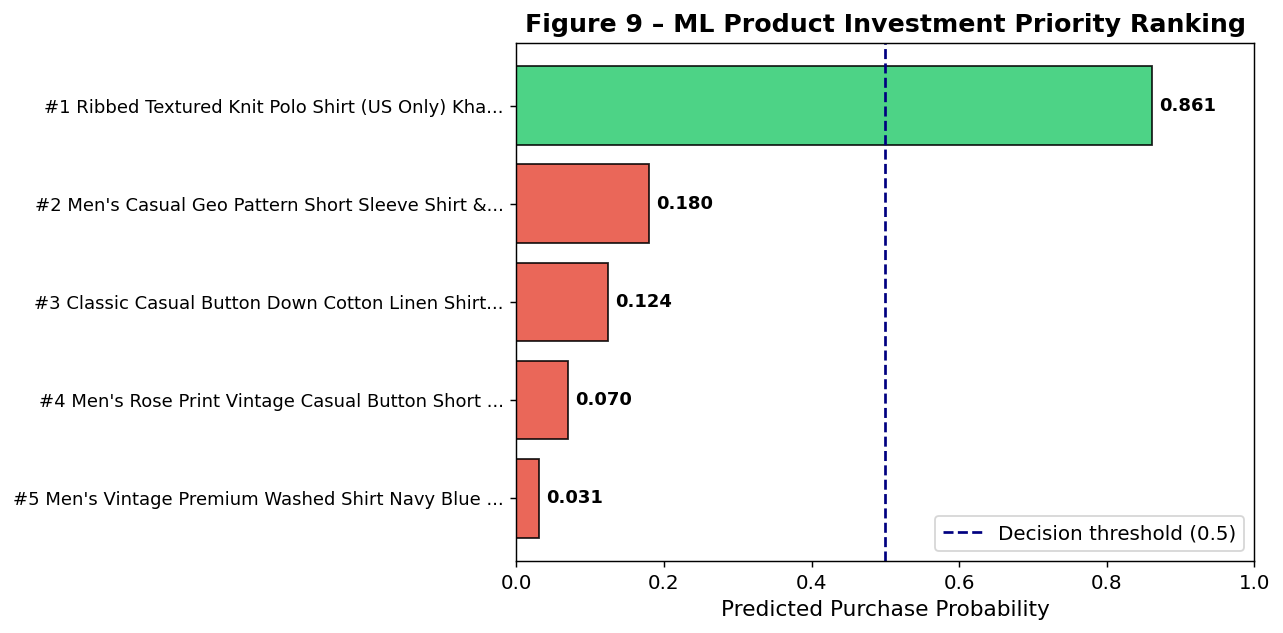 Figure 9 – ML Product Investment Priority Ranking
#1 Ribbed Textured Knit Polo Shirt (US Only) Kha...
0.861
#2 Men's Casual Geo Pattern Short Sleeve Shirt &...
0.180
#3 Classic Casual Button Down Cotton Linen Shirt...
0.124
#4 Men's Rose Print Vintage Casual Button Short ...
0.070
#5 Men's Vintage Premium Washed Shirt Navy Blue ...
0.031
Decision threshold (0.5)
0.0 0.2 0.4 0.6 0.8 1.0
Predicted Purchase Probability